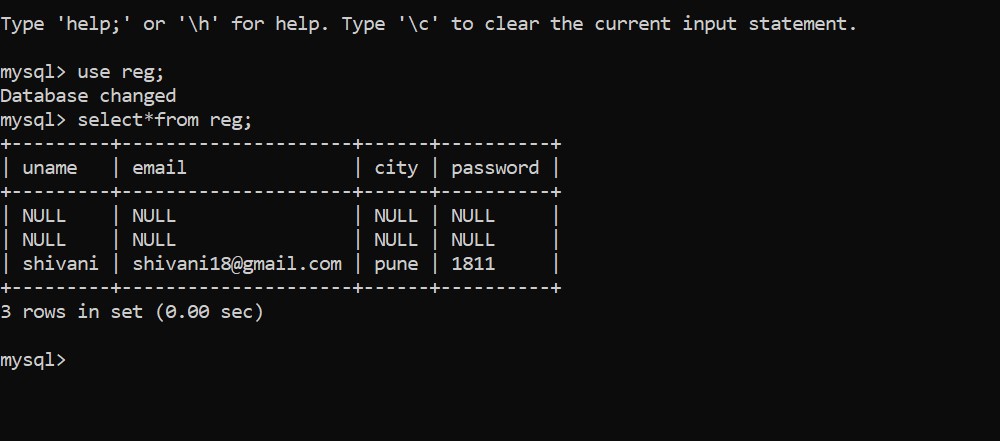 Type 'help;' or '\h' for help. Type '\c' to clear the current input statement.
mysql> use reg;
Database changed
mysql> select*from reg;
+---------+---------------------+------+----------+
| uname   | email               | city | password |
+---------+---------------------+------+----------+
| NULL    | NULL                | NULL | NULL     |
| NULL    | NULL                | NULL | NULL     |
| shivani | shivani18@gmail.com | pune | 1811     |
+---------+---------------------+------+----------+
3 rows in set (0.00 sec)
mysql>